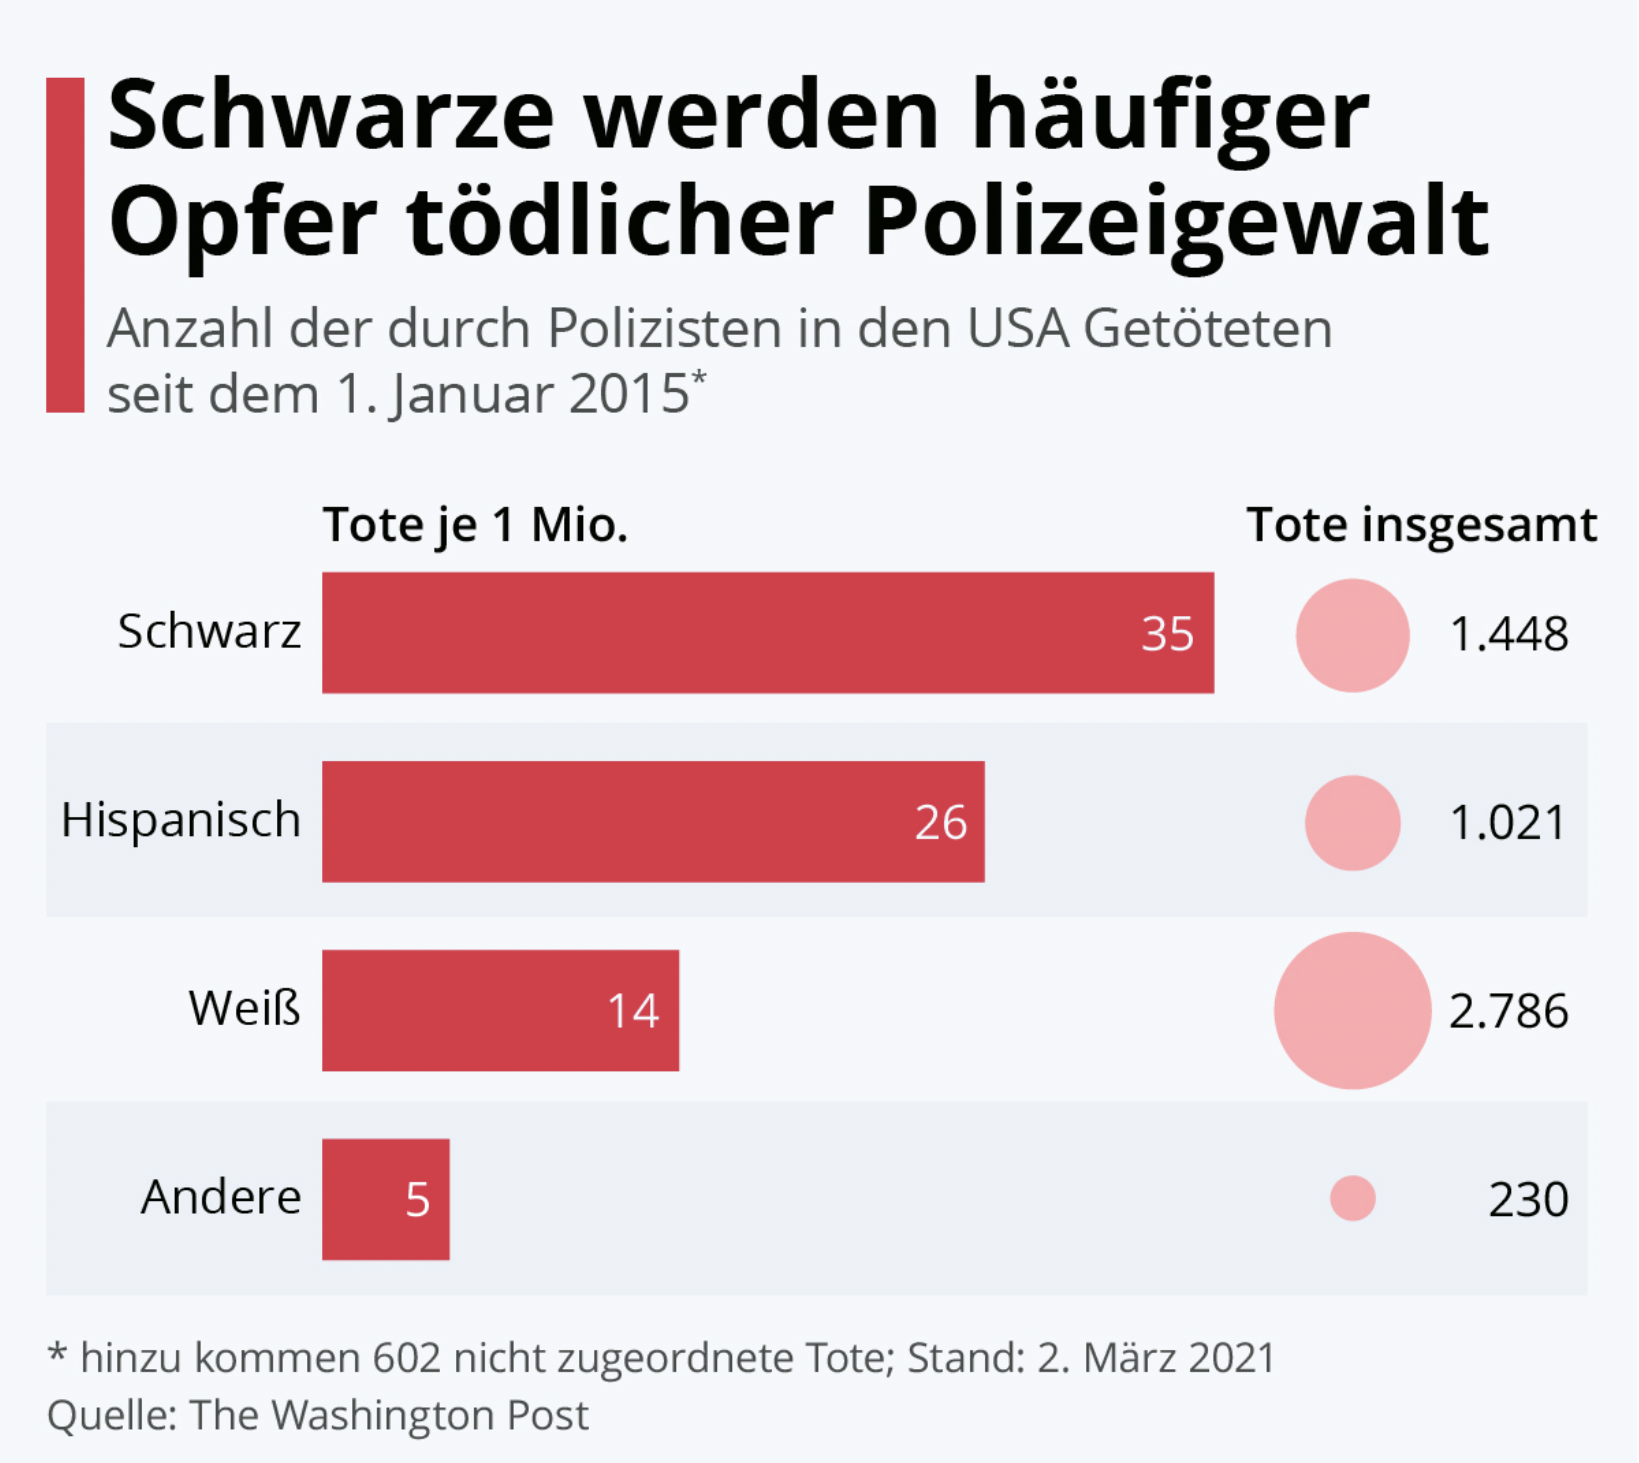 Schwarze werden häufiger
Opfer tödlicher Polizeigewalt
Anzahl der durch Polizisten in den USA Getöteten
seit dem 1. Januar 2015*
Tote je 1 Mio. Tote insgesamt
Schwarz 35 1.448
Hispanisch 26 1.021
Weiß 14 2.786
Andere 5 230
* hinzu kommen 602 nicht zugeordnete Tote; Stand: 2. März 2021
Quelle: The Washington Post